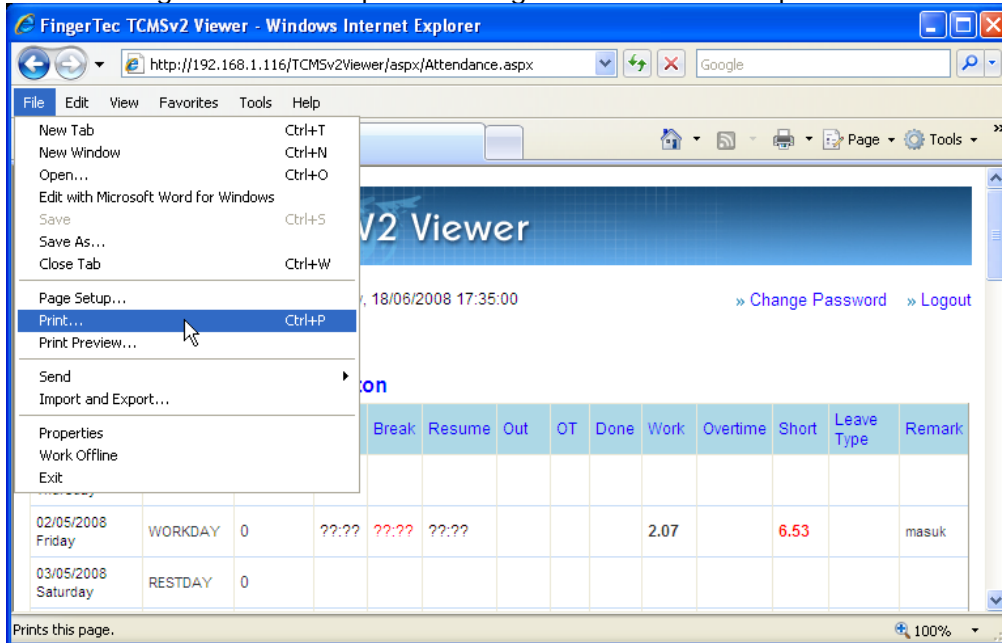 FingerTec TCMSv2 Viewer - Windows Internet Explorer
http://192.1.68.1.116/TCMSv2Viewer/aspx/Attendance.aspx Google
File Edit View Favorites Tools Help
Page Tools
New Tab Ctrl+T
New Window Ctrl+N
Open... Ctrl+O
Edit with Microsoft Word for Windows
Save Ctrl+S
Save As...
Close Tab Ctrl+W
Page Setup...
Print... Ctrl+P
Print Preview...
Send
Import and Export...
Properties
Work Offline
Exit
V2 Viewer
, 18/06/2008 17:35:00 » Change Password » Logout
Break Resume Out OT Done Work Overtime Short Leave Type Remark
02/05/2008 Friday WORKDAY 0 ??:?? ??:?? ??:?? 2.07 6.53 masuk
03/05/2008 Saturday RESTDAY 0
Prints this page. 100%